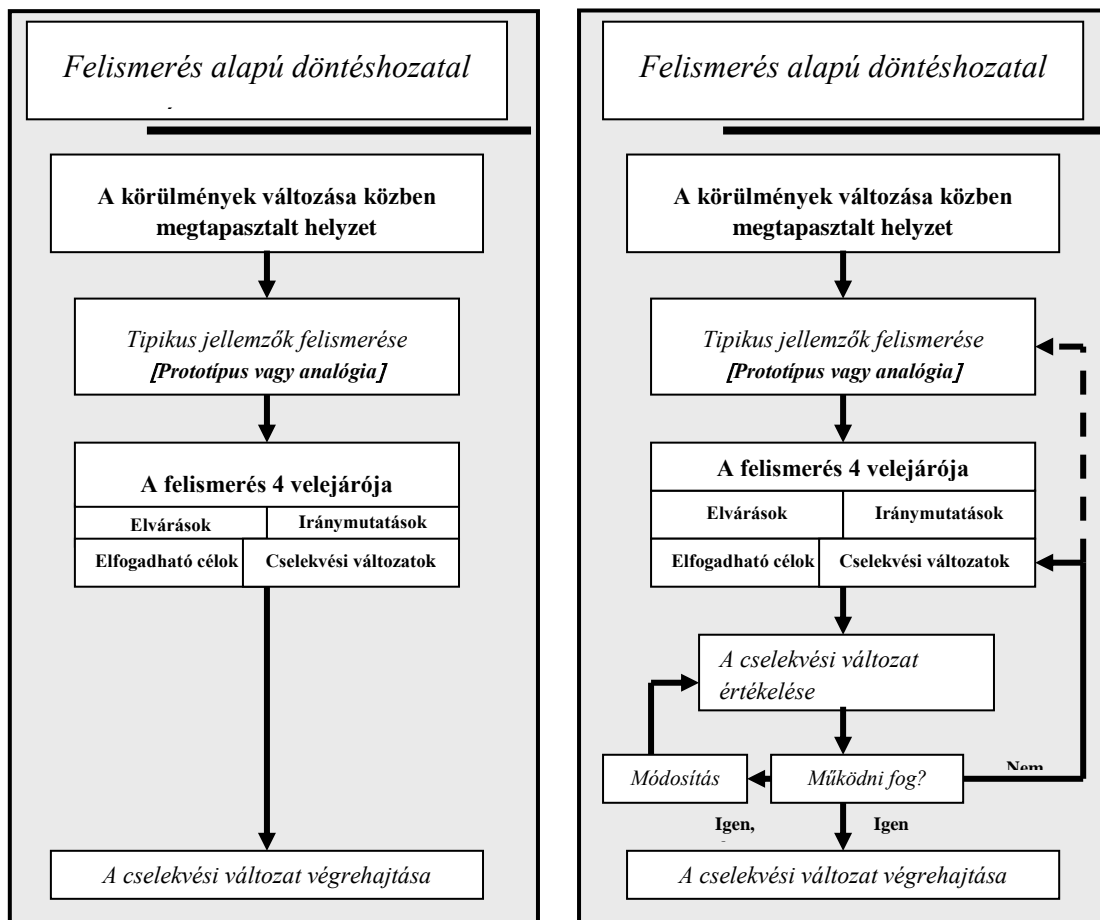 Felismerés alapú döntéshozatal
A körülmények változása közben
megtapasztalt helyzet
Tipikus jellemzők felismerése
[Prototípus vagy analógia]
A felismerés 4 velejárója
Elvárások
Iránymutatások
Elfogadható célok
Cselekvési változatok
A cselekvési változat végrehajtása
Felismerés alapú döntéshozatal
A körülmények változása közben
megtapasztalt helyzet
Tipikus jellemzők felismerése
[Prototípus vagy analógia]
A felismerés 4 velejárója
Elvárások
Iránymutatások
Elfogadható célok
Cselekvési változatok
A cselekvési változat
értékelése
Módosítás
Működni fog?
Nem
Igen,
Igen
A cselekvési változat végrehajtása